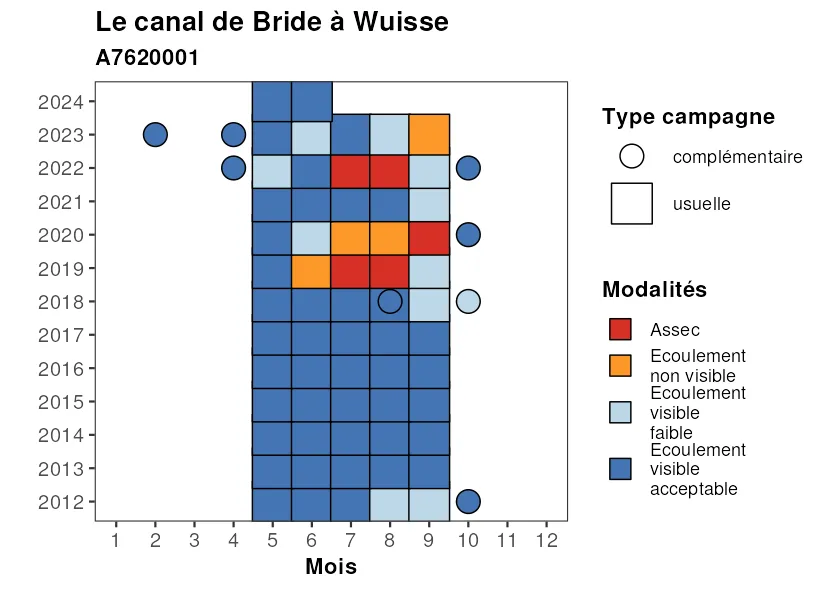 Le canal de Bride à Wuisse
A7620001
2024
2023
2022
2021
2020
2019
2018
2017
2016
2015
2014
2013
2012
1 2 3 4 5 6 7 8 9 10 11 12
Mois
Type campagne
complémentaire
usuelle
Modalités
Assec
Ecoulement
non visible
Ecoulement
visible
faible
Ecoulement
visible
acceptable